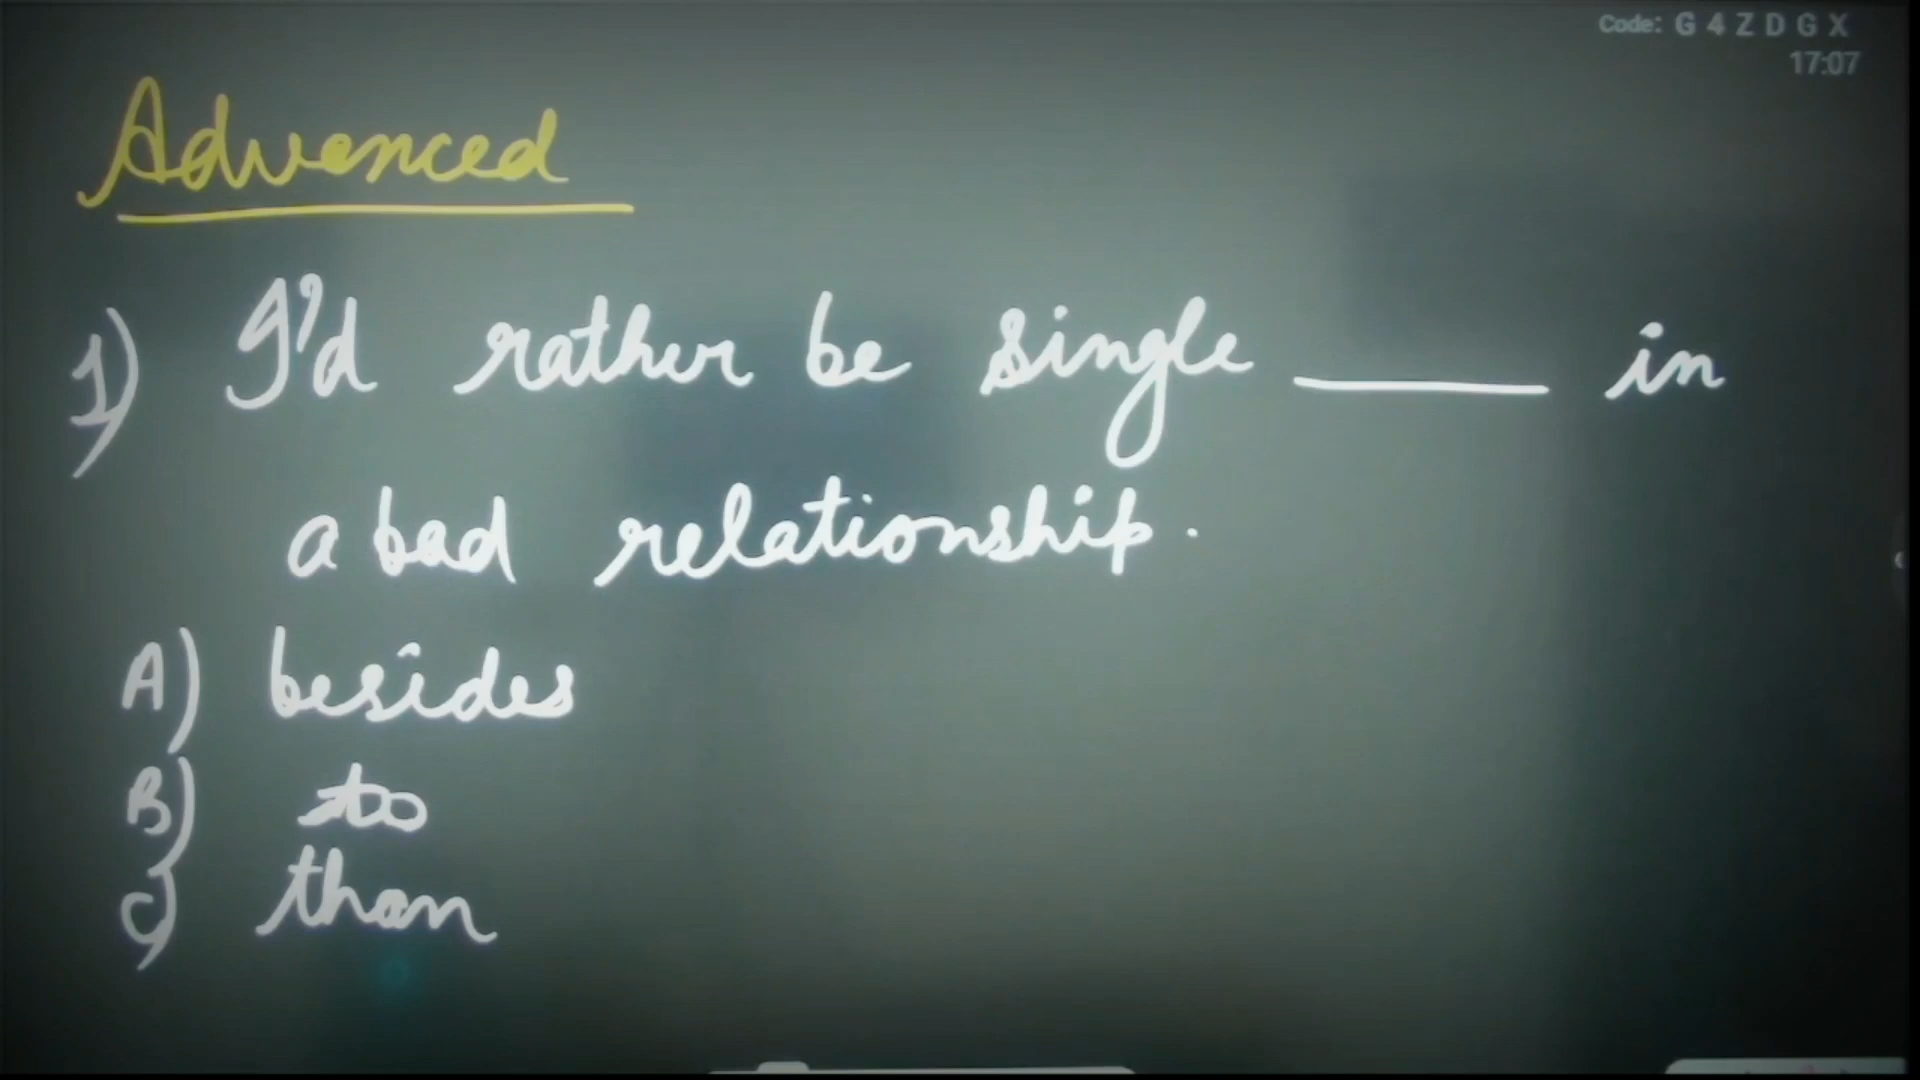 Code: G 4 Z D G X
17:07
Advanced
1) I'd rather be single ____ in
a bad relationship.
A) besides
B) to
C) than